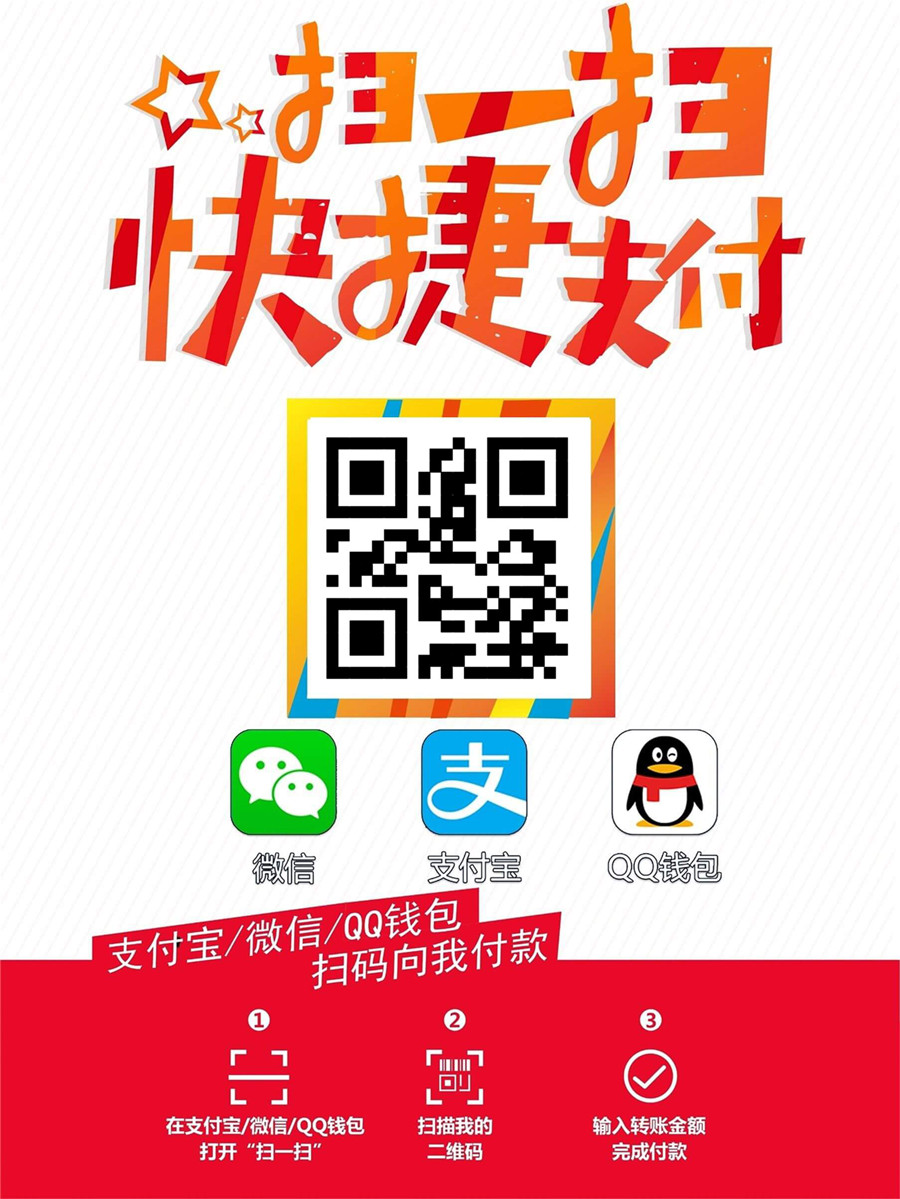 扫一扫
快捷支付
支
微信
支付宝
QQ钱包
支付宝/微信/QQ钱包
扫码向我付款
1
2
3
在支付宝/微信/QQ钱包
打开“扫一扫”
扫描我的
二维码
输入转账金额
完成付款